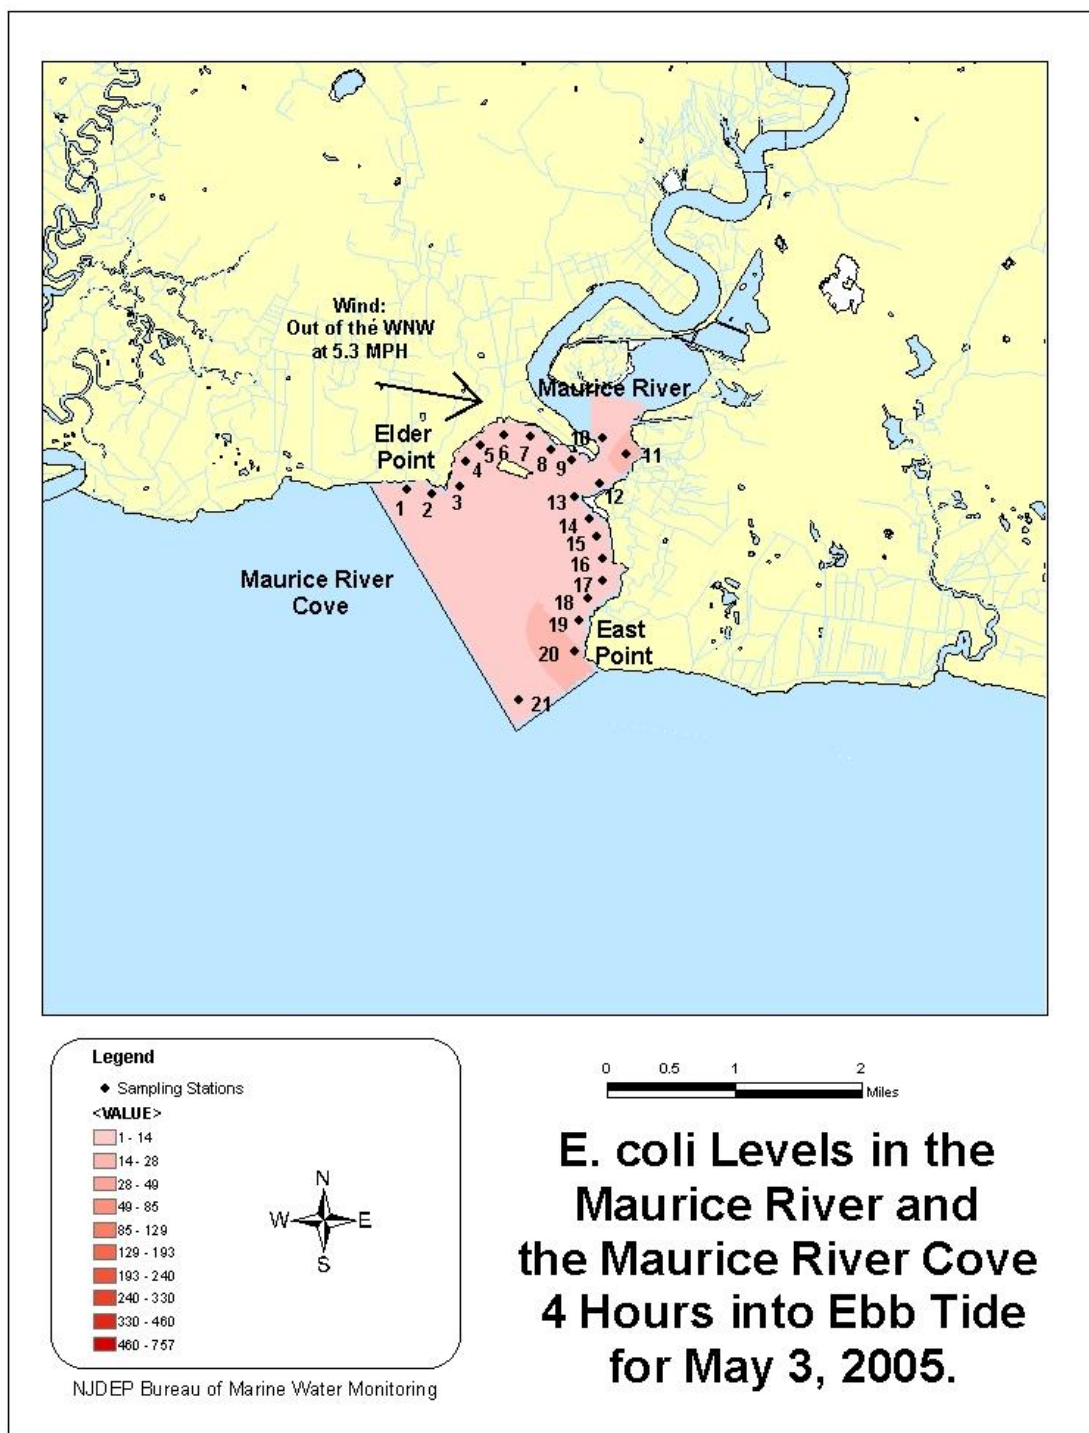 Wind:
Out of the WNW
at 5.3 MPH
Maurice River
Elder
Point
1
2
3
4
5
6
7
8
9
10
11
12
13
14
15
16
17
18
19
20
21
Maurice River
Cove
East
Point
Legend
Sampling Stations
<VALUE>
1 - 14
14 - 28
28 - 49
49 - 85
85 - 129
129 - 193
193 - 240
240 - 330
330 - 460
460 - 757
N
W E
S
NJDEP Bureau of Marine Water Monitoring
0 0.5 1 2
Miles
E. coli Levels in the
Maurice River and
the Maurice River Cove
4 Hours into Ebb Tide
for May 3, 2005.